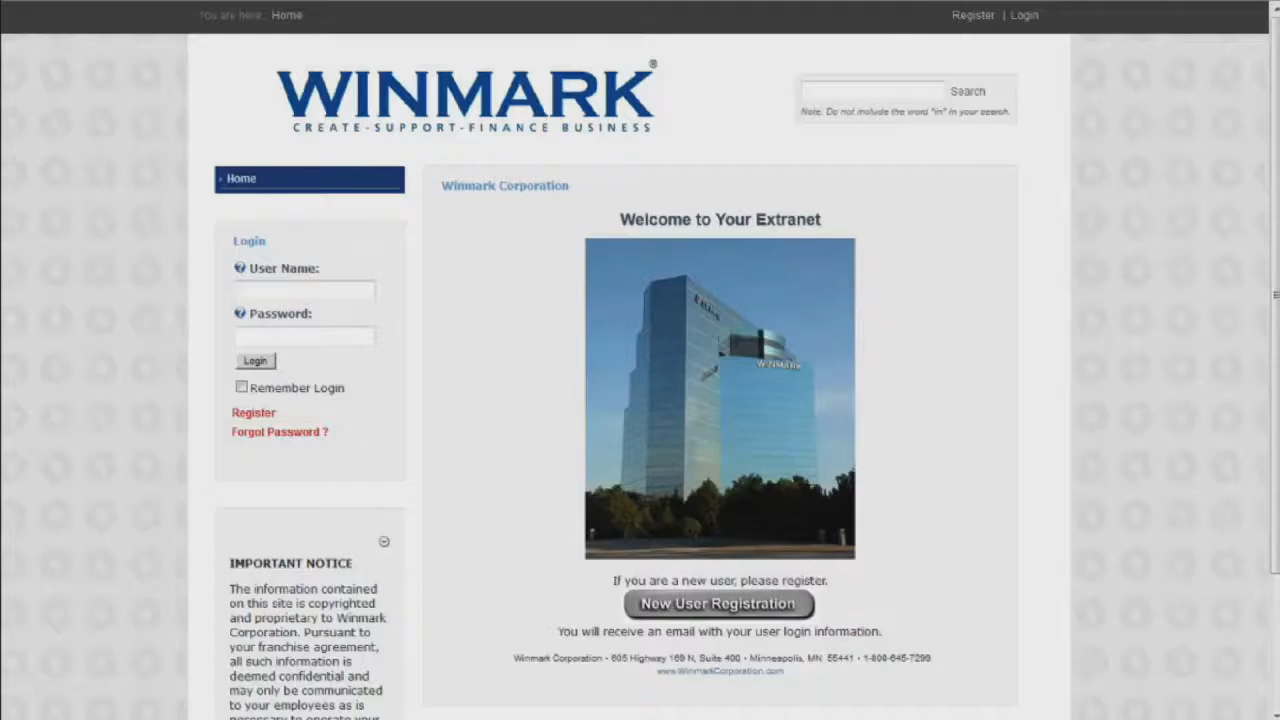 You are here: Home
Register | Login
WINMARK®
CREATE-SUPPORT-FINANCE BUSINESS
Search
Note: Do not include the word "in" in your search.
Home
Login
User Name:
Password:
Login
Remember Login
Register
Forgot Password ?
IMPORTANT NOTICE
The information contained
on this site is copyrighted
and proprietary to Winmark
Corporation. Pursuant to
your franchise agreement,
all such information is
deemed confidential and
may only be communicated
to your employees as is
necessary to operate your
Winmark Corporation
Welcome to Your Extranet
WINMARK
If you are a new user, please register.
New User Registration
You will receive an email with your user login information.
Winmark Corporation • 605 Highway 169 N, Suite 400 • Minneapolis, MN 55441 • 1-800-645-7299
www.WinmarkCorporation.com